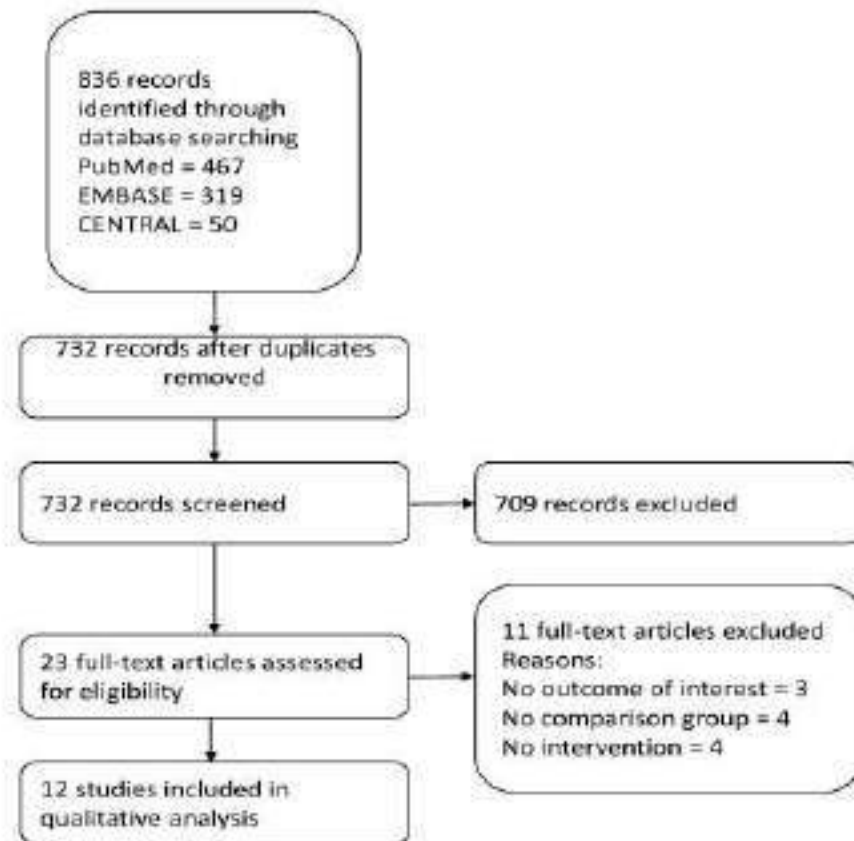 836 records
identified through
database searching
PubMed = 467
EMBASE = 319
CENTRAL = 50
732 records after duplicates
removed
732 records screened
709 records excluded
23 full-text articles assessed
for eligibility
11 full-text articles excluded
Reasons:
No outcome of interest = 3
No comparison group = 4
No intervention = 4
12 studies included in
qualitative analysis